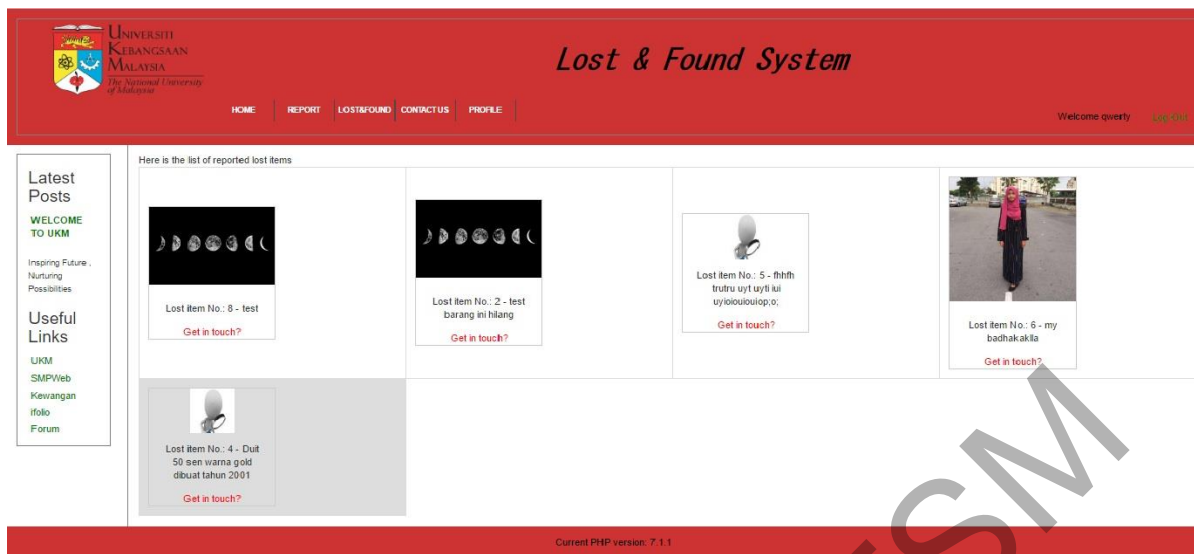 UNIVERSITI
KEBANGSAAN
MALAYSIA
The National University
of Malaysia
Lost & Found System
HOME REPORT LOST&FOUND CONTACT US PROFILE
Welcome qwerty Log Out
Latest
Posts
WELCOME
TO UKM
Inspiring Future ,
Nurturing
Possibilities
Useful
Links
UKM
SMPWeb
Kewangan
ifolio
Forum
Here is the list of reported lost items
Lost item No.: 8 - test
Get in touch?
Lost item No.: 2 - test
barang ini hilang
Get in touch?
Lost item No.: 5 - fhhfh
trutru uyt uyti iui
uyioiouiouiop;o;
Get in touch?
Lost item No.: 6 - my
badhakaklla
Get in touch?
Lost item No.: 4 - Duit
50 sen warna gold
dibuat tahun 2001
Get in touch?
Current PHP version: 7.1.1
TSM